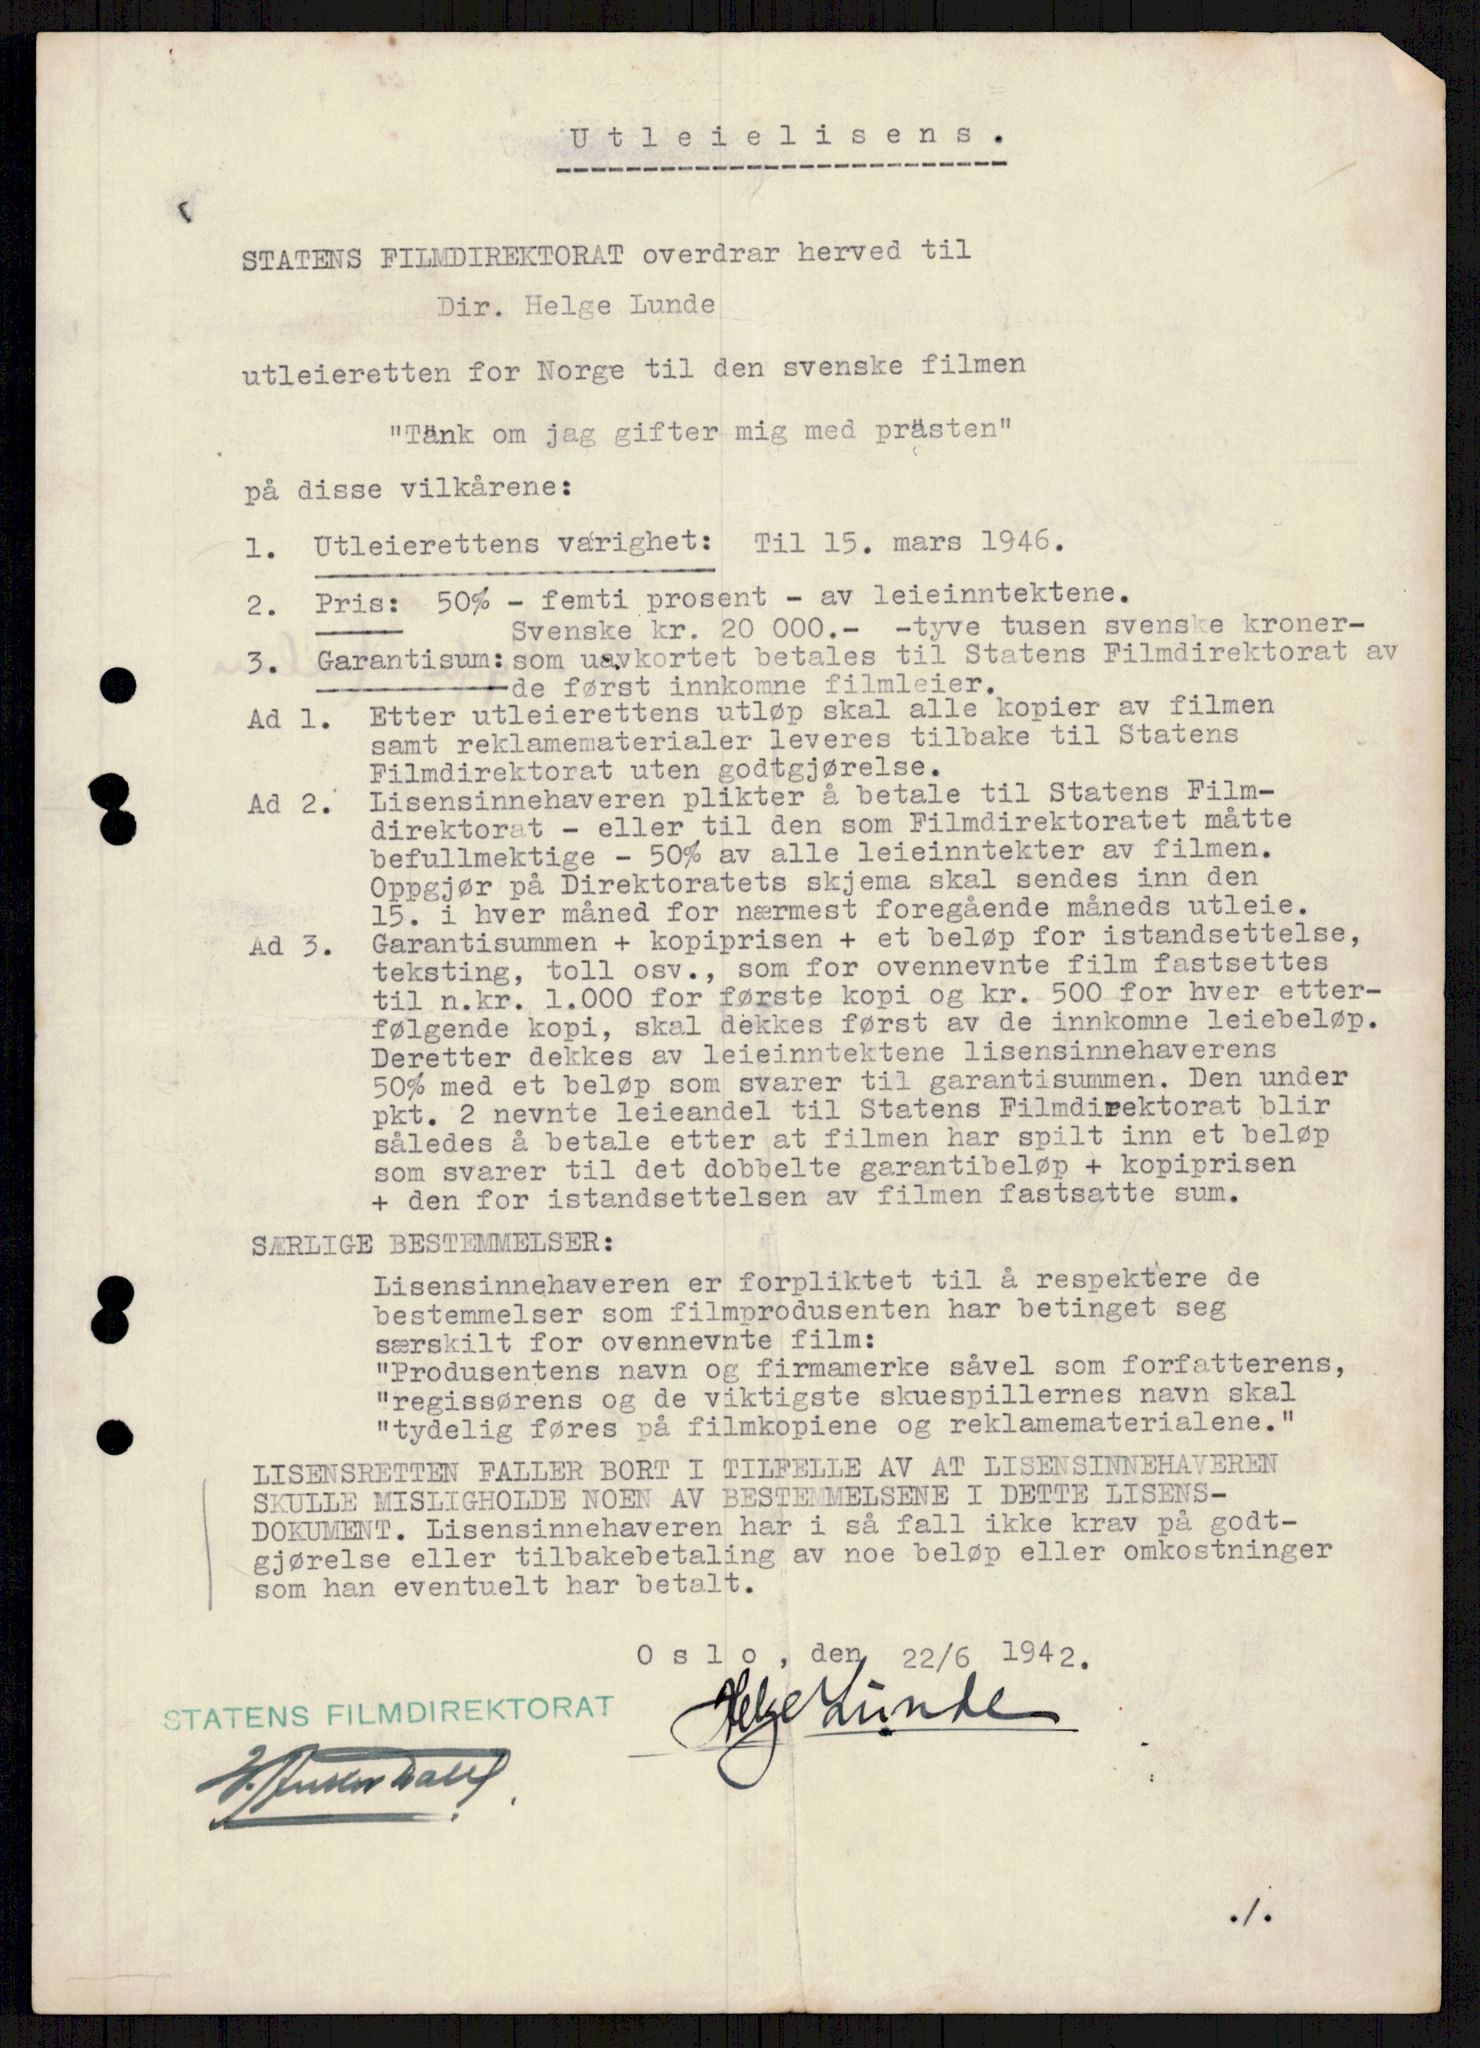 Utleielisens.
STATENS FILMDIREKTORAT overdrar herved til
Dir. Helge Lunde
utleieretten for Norge til den svenske filmen
"Tänk om jag gifter mig med prästen"
på disse vilkårene:
1. Utleierettens varighet: Til 15. mars 1946.
2. Pris: 50% - femti prosent - av leieinntektene.
Svenske kr. 20 000.- -tyve tusen svenske kroner-
3. Garantisum: som uavkortet betales til Statens Filmdirektorat av
de først innkomne filmleier.
Ad 1. Etter utleierettens utløp skal alle kopier av filmen
samt reklamematerialer leveres tilbake til Statens
Filmdirektorat uten godtgjørelse.
Ad 2. Lisensinnehaveren plikter å betale til Statens Film-
direktorat - eller til den som Filmdirektoratet måtte
befullmektige - 50% av alle leieinntekter av filmen.
Oppgjør på Direktoratets skjema skal sendes inn den
15. i hver måned for nærmest foregående måneds utleie.
Ad 3. Garantisummen + kopiprisen + et beløp for istandsettelse,
teksting, toll osv., som for ovennevnte film fastsettes
til n.kr. 1.000 for første kopi og kr. 500 for hver etter-
følgende kopi, skal dekkes først av de innkomne leiebeløp.
Deretter dekkes av leieinntektene lisensinnehaverens
50% med et beløp som svarer til garantisummen. Den under
pkt. 2 nevnte leieandel til Statens Filmdirektorat blir
således å betale etter at filmen har spilt inn et beløp
som svarer til det dobbelte garantibeløp + kopiprisen
+ den for istandsettelsen av filmen fastsatte sum.
SÆRLIGE BESTEMMELSER:
Lisensinnehaveren er forpliktet til å respektere de
bestemmelser som filmprodusenten har betinget seg
særskilt for ovennevnte film:
"Produsentens navn og firmamerke såvel som forfatterens,
"regissørens og de viktigste skuespillernes navn skal
"tydelig føres på filmkopiene og reklamematerialene."
LISENSRETTEN FALLER BORT I TILFELLE AV AT LISENSINNEHAVEREN
SKULLE MISLIGHOLDE NOEN AV BESTEMMELSENE I DETTE LISENS-
DOKUMENT. Lisensinnehaveren har i så fall ikke krav på godt-
gjørelse eller tilbakebetaling av noe beløp eller omkostninger
som han eventuelt har betalt.
Oslo, den 22/6 1942.
Helge Lunde
STATENS FILMDIREKTORAT
./.